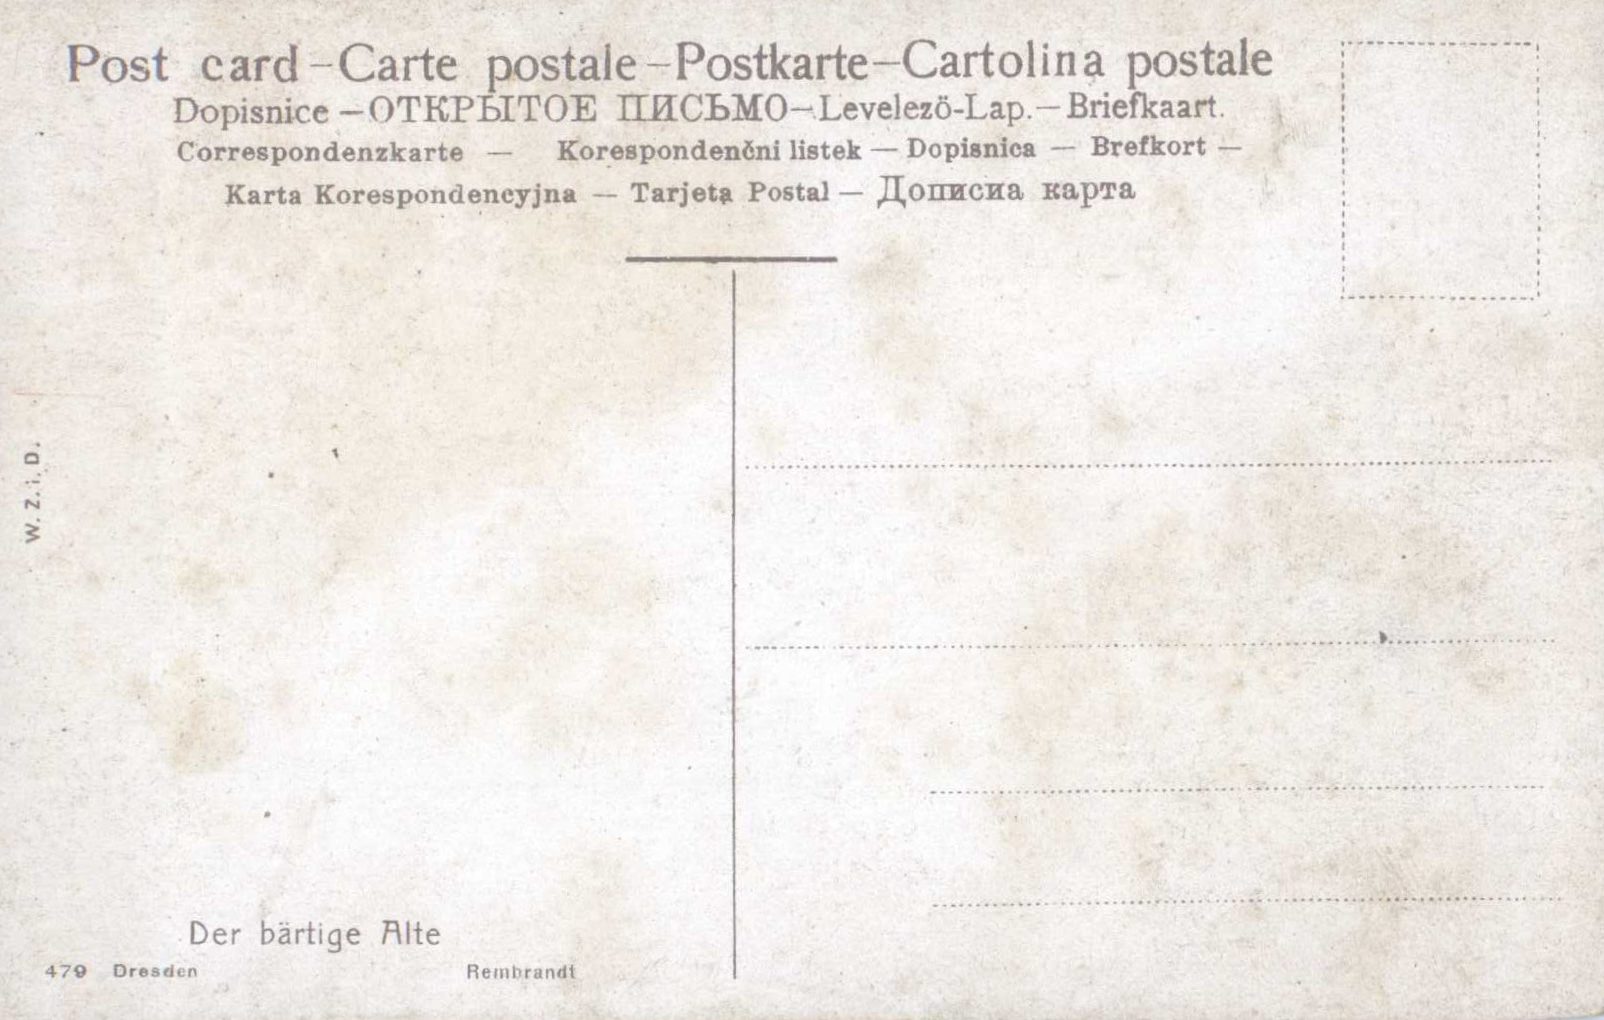 Post card – Carte postale – Postkarte – Cartolina postale
Dopisnice – ОТКРЫТОЕ ПИСЬМО – Levelező-Lap. – Briefkaart.
Correspondenzkarte – Korespondenčni listek – Dopisnica – Brefkort –
Karta Korespondencyjna – Tarjeta Postal – Дописна карта
W. Z. i. D.
Der bärtige Alte
479 Dresden Rembrandt